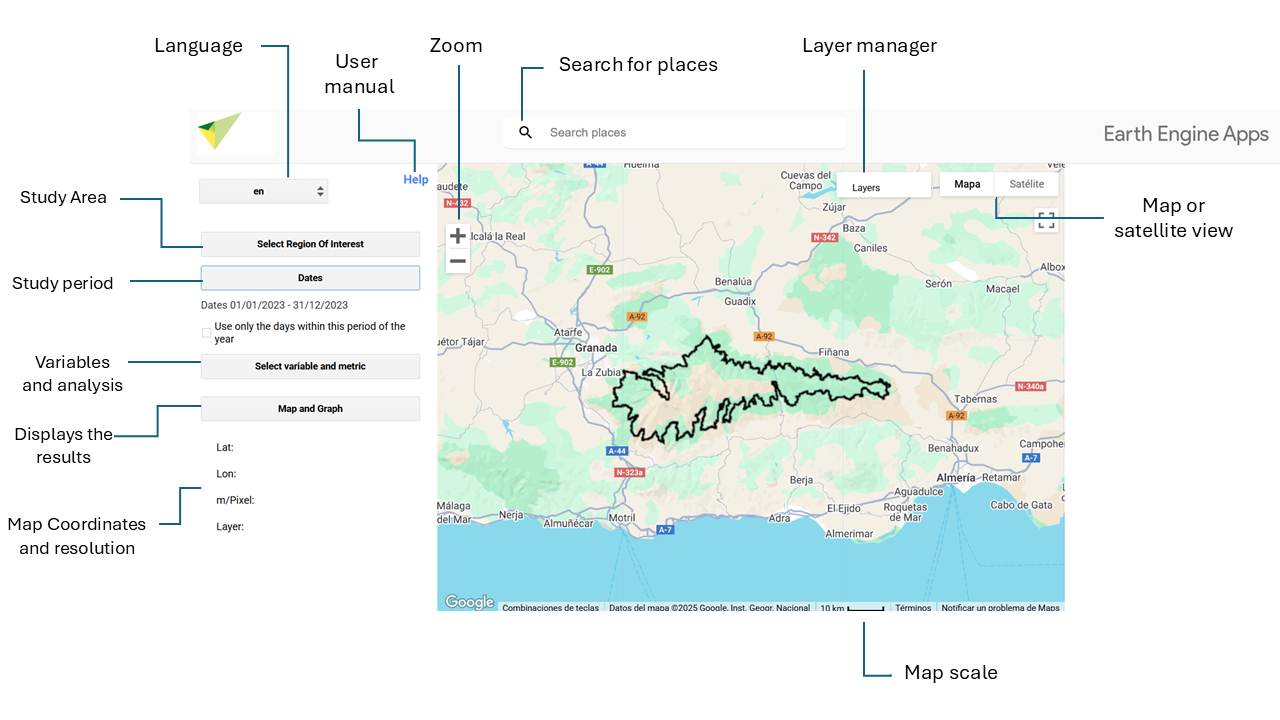 Language
Zoom
Layer manager
User
manual
Search for places
Search places
Earth Engine Apps
en
Help
Study Area
Select Region Of Interest
Study period
Dates
Dates 01/01/2023 - 31/12/2023
Use only the days within this period of the
year
Variables
and analysis
Select variable and metric
Map and Graph
Displays the
results
Lat:
Lon:
m/Pixel:
Layer:
Map Coordinates
and resolution
Layers
Mapa
Satélite
Map or
satellite view
A-44
Huelma
Cuevas del
Campo
N-432
Zújar
lcalá la Real
N-342
Baza
Caniles
E-902
Benalúa
Guadix
Serón
Macael
Albox
A-92
Atarfe
A-92
uétor Tájar
Granada
E-902
Fiñana
La Zubia
N-340a
Tabernas
A-92
A-44
Benahadux
Campohe
A-7
N-323a
Berja
Almería
Retamar
Aguadulce
Málaga
del Mar
Nerja
Almuñécar
Motril
A-7
Adra
El Ejido
Roquetas
de Mar
Cabo de Gata
Almerimar
Google
Combinaciones de teclas
Datos del mapa ©2025 Google, Inst. Geogr. Nacional
10 km
Términos
Notificar un problema de Maps
Map scale